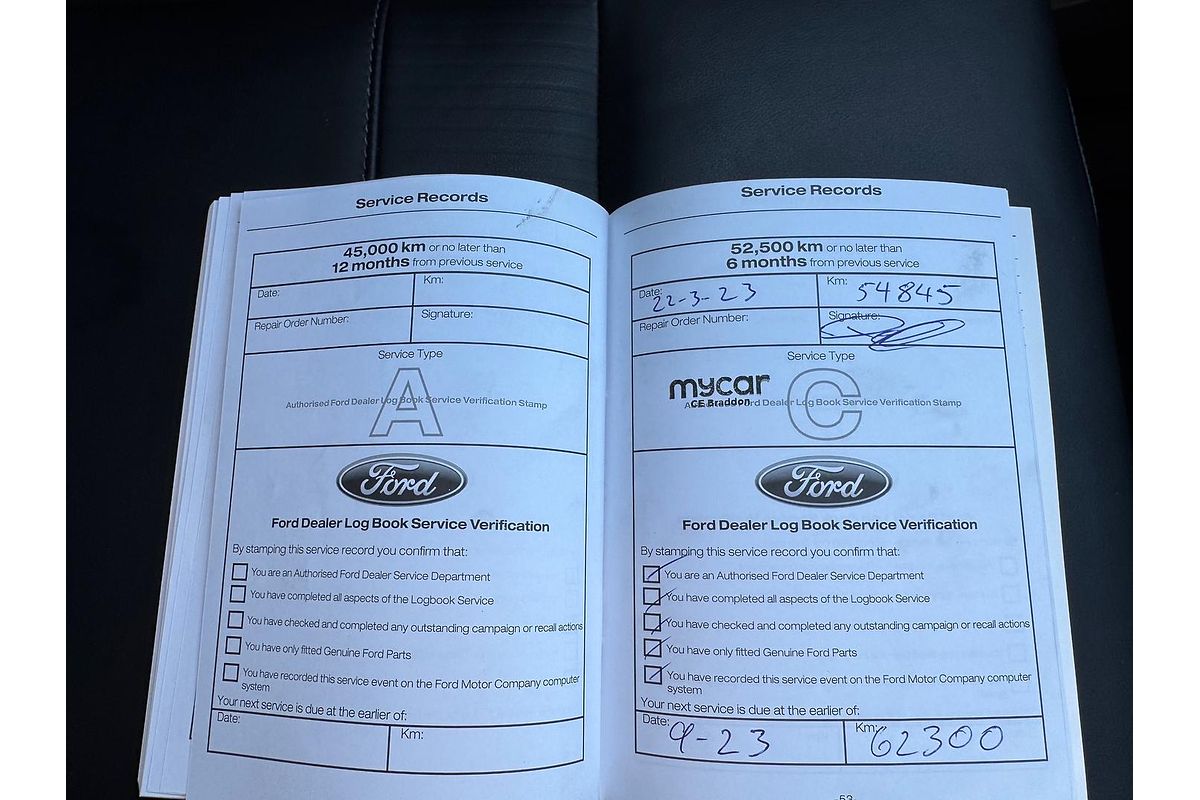 Service Records
45,000 km or no later than
12 months from previous service
Date:
Km:
Repair Order Number:
Signature:
Service Type
A
Authorised Ford Dealer Log Book Service Verification Stamp
Ford
Ford Dealer Log Book Service Verification
By stamping this service record you confirm that:
You are an Authorised Ford Dealer Service Department
You have completed all aspects of the Logbook Service
You have checked and completed any outstanding campaign or recall actions
You have only fitted Genuine Ford Parts
You have recorded this service event on the Ford Motor Company computer
system
Your next service is due at the earlier of:
Date:
Km:
Service Records
52,500 km or no later than
6 months from previous service
Date: 22-3-23
Km: 54845
Repair Order Number:
Signature:
Service Type
mycar
CE Braddon
C
Ford Dealer Log Book Service Verification Stamp
Ford
Ford Dealer Log Book Service Verification
By stamping this service record you confirm that:
You are an Authorised Ford Dealer Service Department
You have completed all aspects of the Logbook Service
You have checked and completed any outstanding campaign or recall actions
You have only fitted Genuine Ford Parts
You have recorded this service event on the Ford Motor Company computer
system
Your next service is due at the earlier of:
Date: 9-23
Km: 62300
-53-